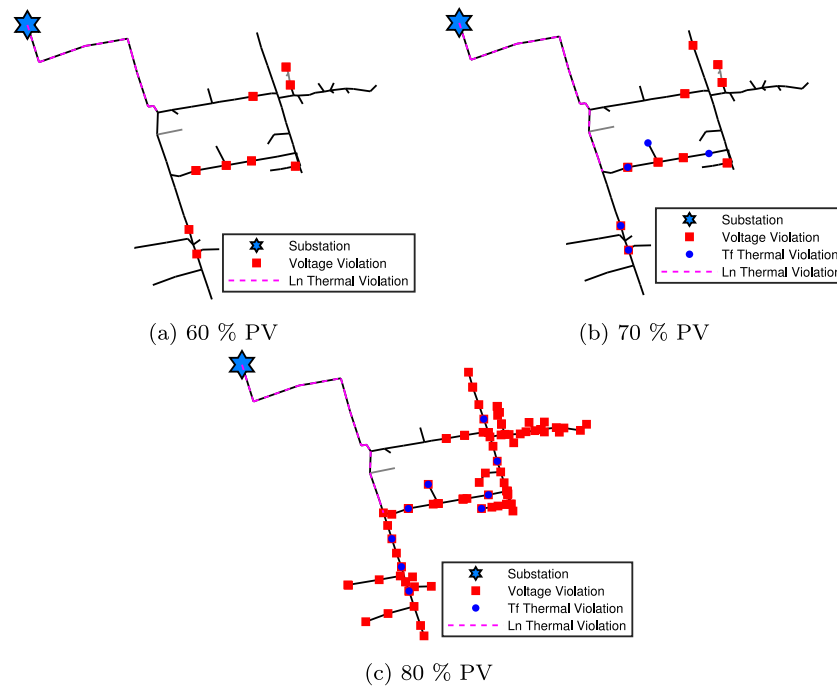 Substation
Voltage Violation
Ln Thermal Violation
(a) 60 % PV
Substation
Voltage Violation
Tf Thermal Violation
Ln Thermal Violation
(b) 70 % PV
Substation
Voltage Violation
Tf Thermal Violation
Ln Thermal Violation
(c) 80 % PV